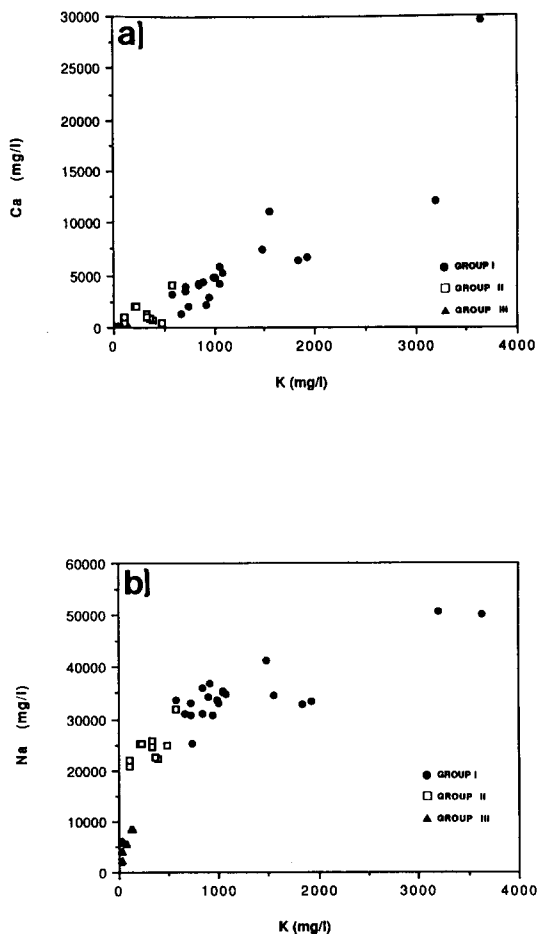 a)
30000
25000
20000
15000
10000
5000
0
Ca (mg/l)
GROUP I
GROUP II
GROUP III
0 1000 2000 3000 4000
K (mg/l)
b)
60000
50000
40000
30000
20000
10000
0
Na (mg/l)
GROUP I
GROUP II
GROUP III
0 1000 2000 3000 4000
K (mg/l)